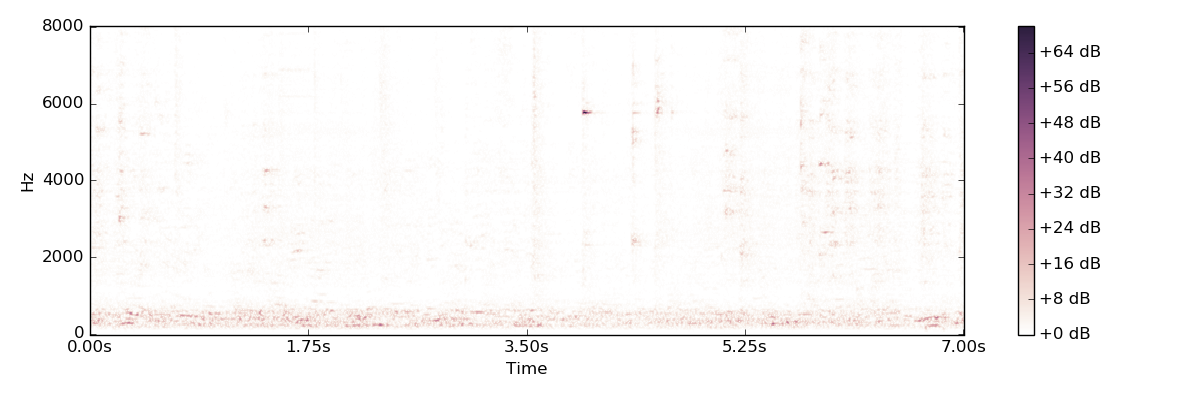 8000
6000
4000
2000
0
Hz
0.00s 1.75s 3.50s 5.25s 7.00s
Time
+64 dB
+56 dB
+48 dB
+40 dB
+32 dB
+24 dB
+16 dB
+8 dB
+0 dB